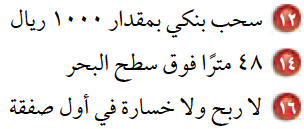 ١٢ سحب بنكي بمقدار ١٠٠٠ ريال
١٤ ٤٨ مترًا فوق سطح البحر
١٦ لا ربح ولا خسارة في أول صفقة